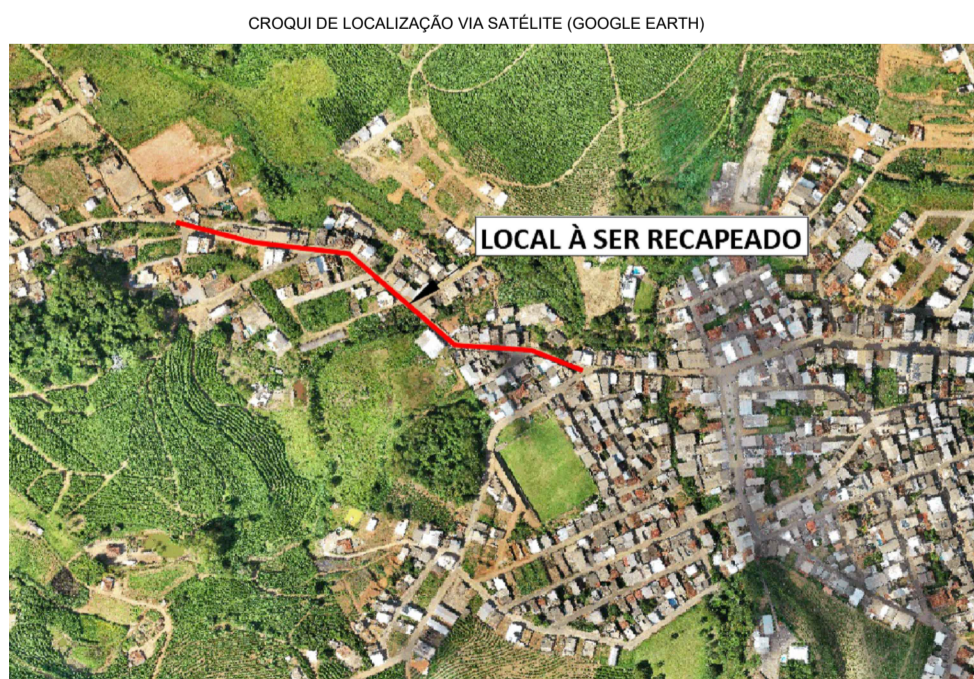 CROQUI DE LOCALIZAÇÃO VIA SATÉLITE (GOOGLE EARTH)
LOCAL À SER RECAPEADO